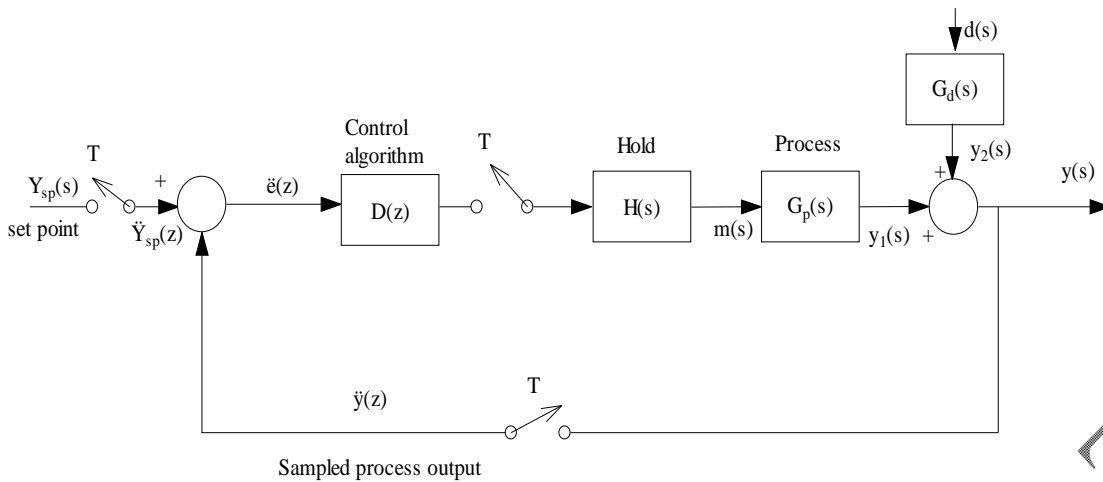 d(s)
G_d(s)
Control
algorithm
Hold
Process
y_2(s)
y(s)
T
T
Y_sp(s)
+
ë(z)
+
D(z)
H(s)
G_p(s)
set point
Ÿ_sp(z)
m(s)
y_1(s)
+
T
ÿ(z)
Sampled process output